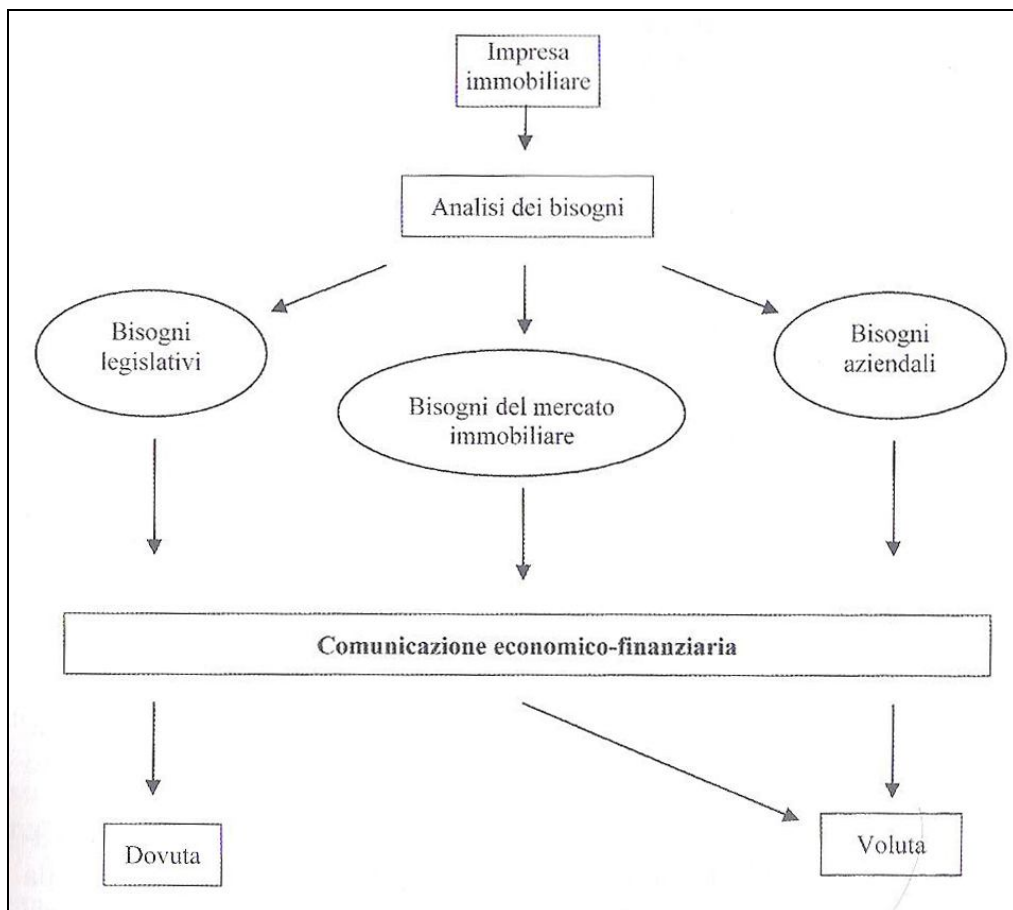 Impresa
immobiliare
Analisi dei bisogni
Bisogni
legislativi
Bisogni del mercato
immobiliare
Bisogni
aziendali
Comunicazione economico-finanziaria
Dovuta
Voluta